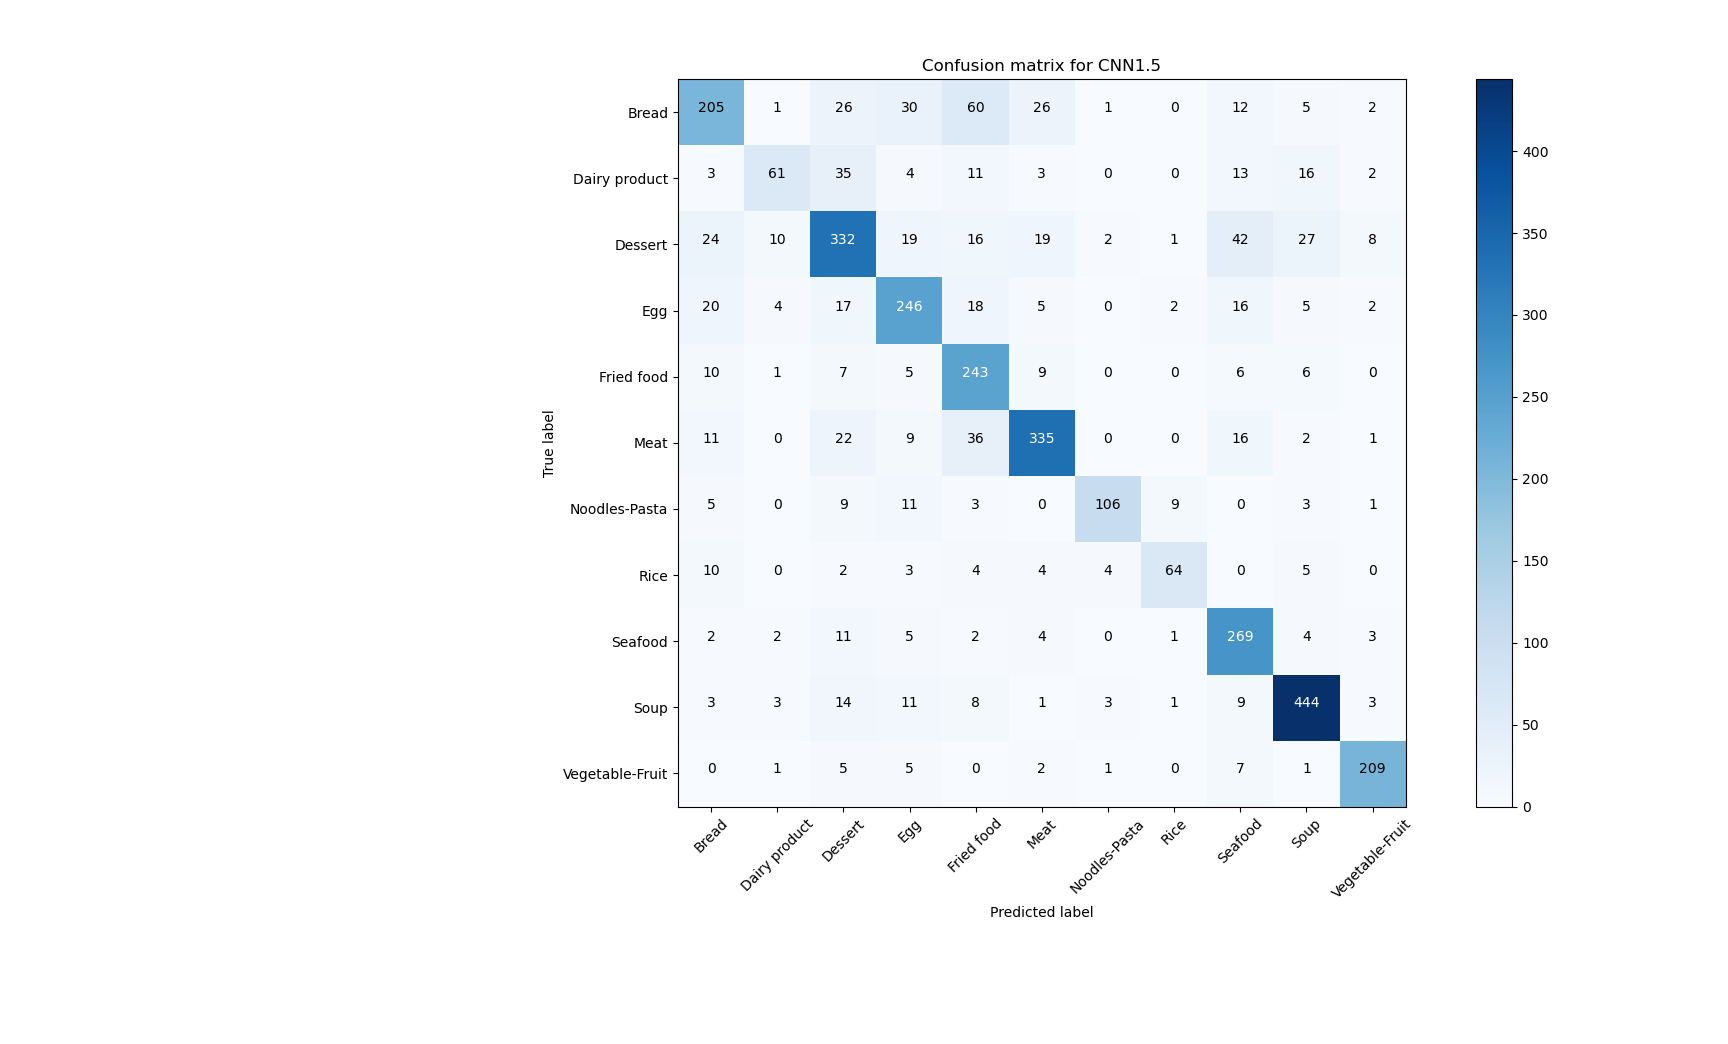 Confusion matrix for CNN1.5
Bread 205 1 26 30 60 26 1 0 12 5 2
Dairy product 3 61 35 4 11 3 0 0 13 16 2
Dessert 24 10 332 19 16 19 2 1 42 27 8
Egg 20 4 17 246 18 5 0 2 16 5 2
Fried food 10 1 7 5 243 9 0 0 6 6 0
Meat 11 0 22 9 36 335 0 0 16 2 1
Noodles-Pasta 5 0 9 11 3 0 106 9 0 3 1
Rice 10 0 2 3 4 4 4 64 0 5 0
Seafood 2 2 11 5 2 4 0 1 269 4 3
Soup 3 3 14 11 8 1 3 1 9 444 3
Vegetable-Fruit 0 1 5 5 0 2 1 0 7 1 209
True label
Bread Dairy product Dessert Egg Fried food Meat Noodles-Pasta Rice Seafood Soup Vegetable-Fruit
Predicted label
400
350
300
250
200
150
100
50
0